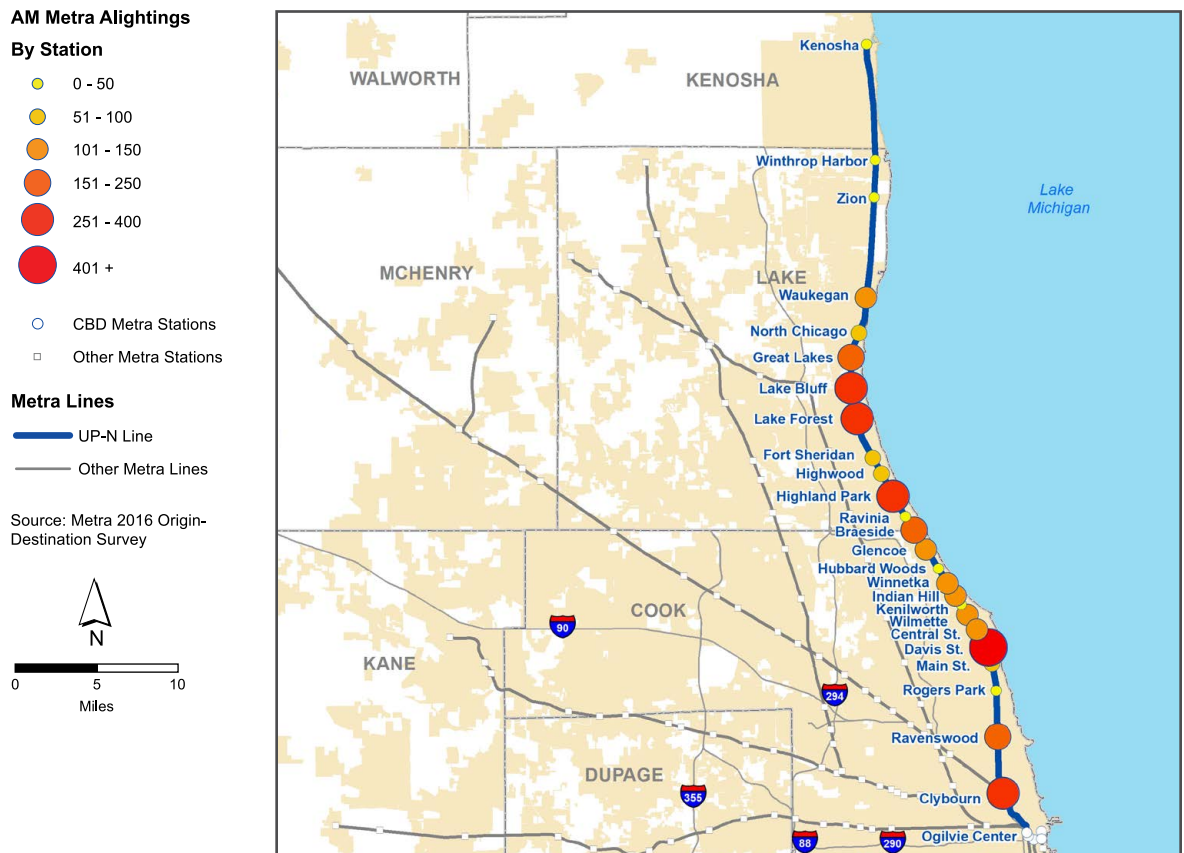 AM Metra Alightings
By Station
0 - 50
51 - 100
101 - 150
151 - 250
251 - 400
401 +
CBD Metra Stations
Other Metra Stations
Metra Lines
UP-N Line
Other Metra Lines
Source: Metra 2016 Origin-
Destination Survey
N
0 5 10
Miles
WALWORTH
KENOSHA
MCHENRY
LAKE
COOK
KANE
DUPAGE
Lake
Michigan
Kenosha
Winthrop Harbor
Zion
Waukegan
North Chicago
Great Lakes
Lake Bluff
Lake Forest
Fort Sheridan
Highwood
Highland Park
Ravinia
Braeside
Glencoe
Hubbard Woods
Winnetka
Indian Hill
Kenilworth
Wilmette
Central St.
Davis St.
Main St.
Rogers Park
Ravenswood
Clybourn
Ogilvie Center
90
294
355
88
290